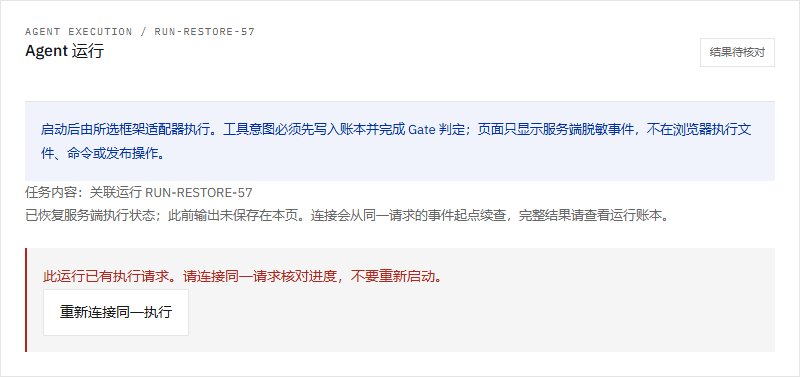 AGENT EXECUTION / RUN-RESTORE-57
Agent 运行
结果待核对
启动后由所选框架适配器执行。工具意图必须先写入账本并完成 Gate 判定；页面只显示服务端脱敏事件，不在浏览器执行文
件、命令或发布操作。
任务内容：关联运行 RUN-RESTORE-57
已恢复服务端执行状态；此前输出未保存在本页。连接会从同一请求的事件起点续查，完整结果请查看运行账本。
此运行已有执行请求。请连接同一请求核对进度，不要重新启动。
重新连接同一执行